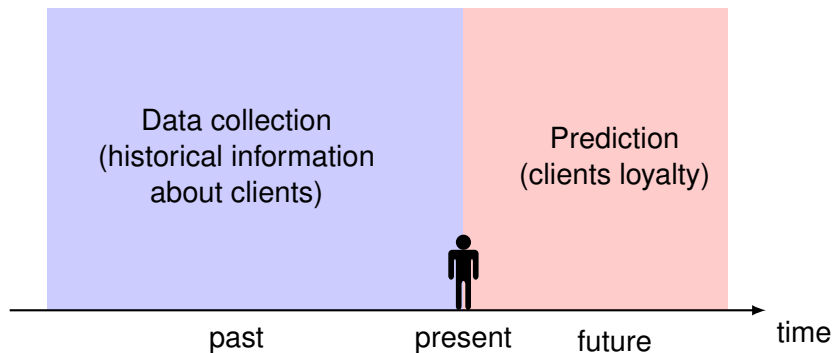 Data collection
(historical information
about clients)
Prediction
(clients loyalty)
past
present
future
time